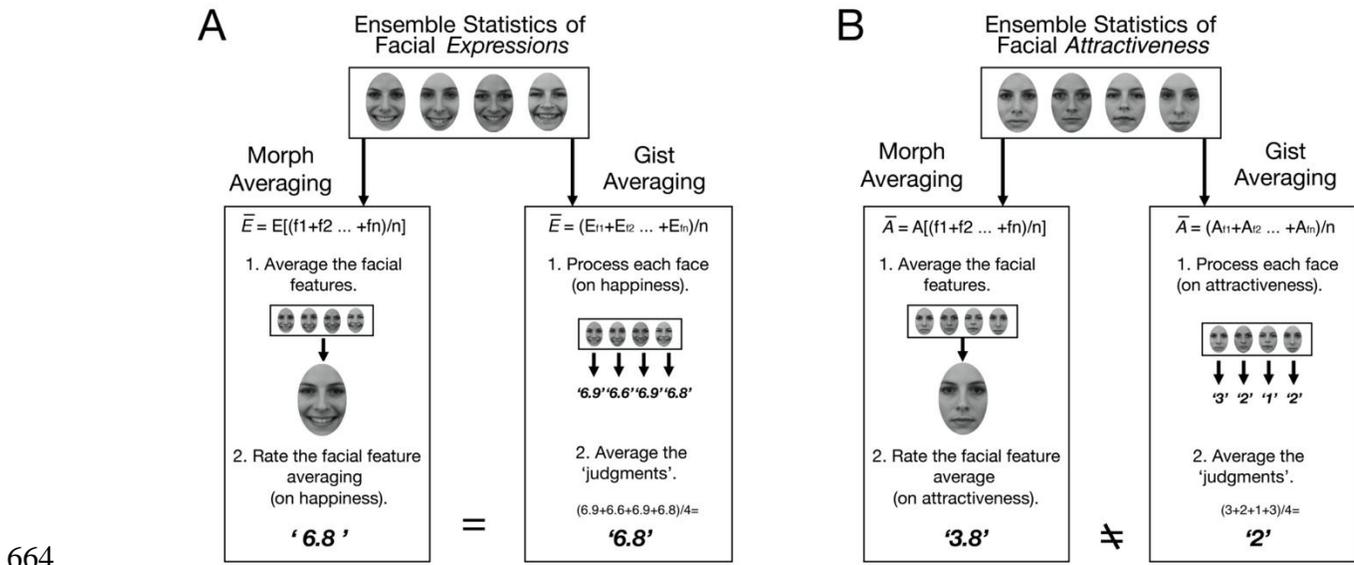 A
Ensemble Statistics of
Facial Expressions
Morph
Averaging
Gist
Averaging
E̅ = E[(f1+f2 ... +fn)/n]
1. Average the facial
features.
2. Rate the facial feature
averaging
(on happiness).
‘ 6.8 ’
=
E̅ = (Ef1+Ef2 ... +Efn)/n
1. Process each face
(on happiness).
‘6.9’ ‘6.6’ ‘6.9’ ‘6.8’
2. Average the
‘judgments’.
(6.9+6.6+6.9+6.8)/4=
‘6.8’
B
Ensemble Statistics of
Facial Attractiveness
Morph
Averaging
Gist
Averaging
A̅ = A[(f1+f2 ... +fn)/n]
1. Average the facial
features.
2. Rate the facial feature
average
(on attractiveness).
‘3.8’
≠
A̅ = (Af1+Af2 ... +Afn)/n
1. Process each face
(on attractiveness).
‘3’ ‘2’ ‘1’ ‘2’
2. Average the
‘judgments’.
(3+2+1+3)/4=
‘2’
664